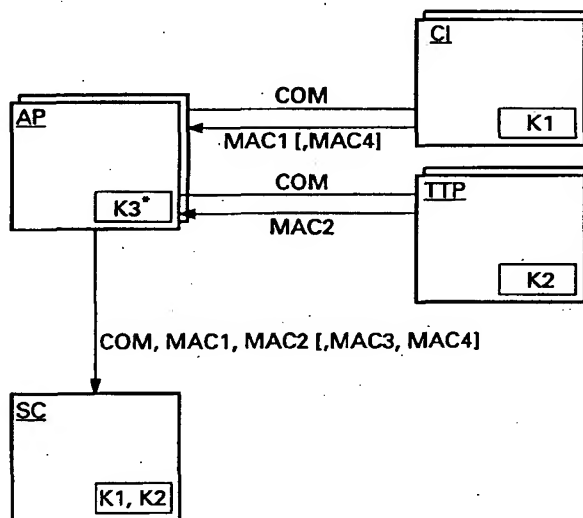 CI
COM
AP
K1
MAC1 [,MAC4]
COM
TTP
K3*
MAC2
K2
COM, MAC1, MAC2 [,MAC3, MAC4]
SC
K1, K2